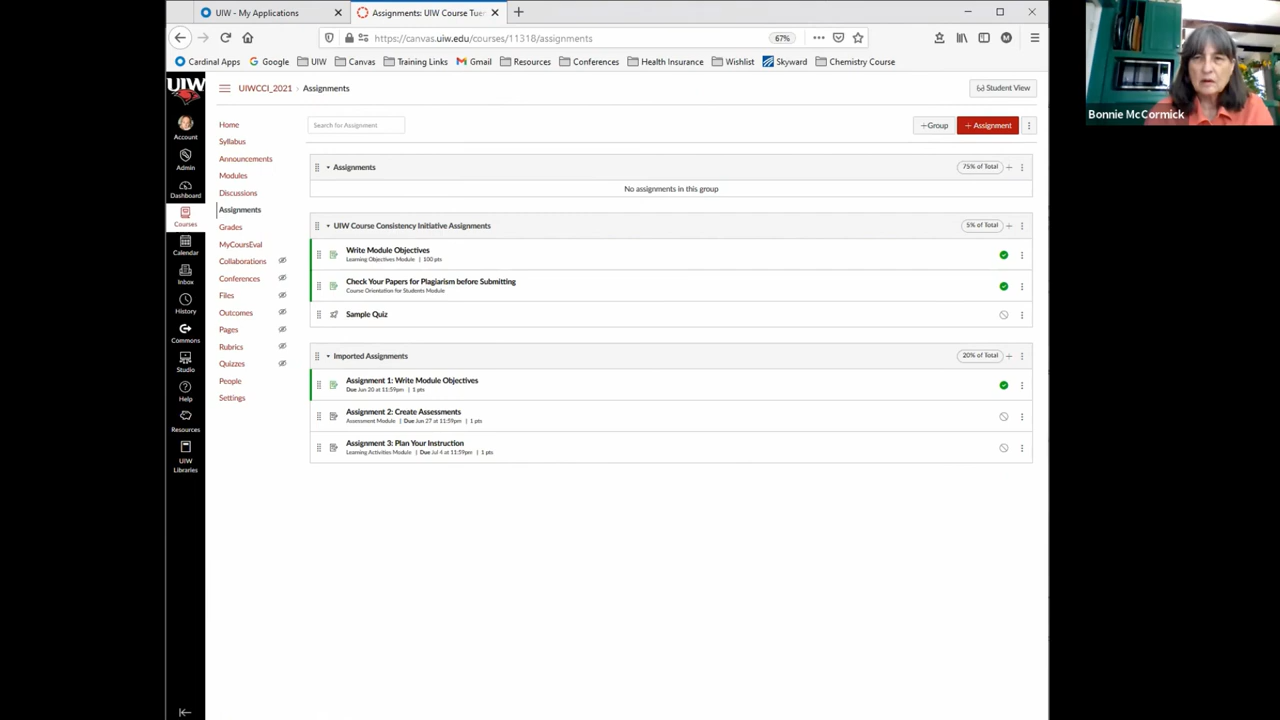 UIW - My Applications
Assignments: UIW Course Tue
https://canvas.uiw.edu/courses/11318/assignments
67%
Cardinal Apps
Google
UIW
Canvas
Training Links
Gmail
Resources
Conferences
Health Insurance
Wishlist
Skyward
Chemistry Course
UIW
UIWCCI_2021 › Assignments
Student View
Account
Admin
Dashboard
Courses
Calendar
Inbox
History
Commons
Studio
Help
Resources
UIW
Libraries
Home
Syllabus
Announcements
Modules
Discussions
Assignments
Grades
MyCoursEval
Collaborations
Conferences
Files
Outcomes
Pages
Rubrics
Quizzes
People
Settings
Search for Assignment
+Group
+ Assignment
Assignments
75% of Total
No assignments in this group
UIW Course Consistency Initiative Assignments
5% of Total
Write Module Objectives
Learning Objectives Module | 100 pts
Check Your Papers for Plagiarism before Submitting
Course Orientation for Students Module
Sample Quiz
Imported Assignments
20% of Total
Assignment 1: Write Module Objectives
Due Jun 20 at 11:59pm | 1 pts
Assignment 2: Create Assessments
Assessment Module | Due Jun 27 at 11:59pm | 1 pts
Assignment 3: Plan Your Instruction
Learning Activities Module | Due Jul 4 at 11:59pm | 1 pts
Bonnie McCormick